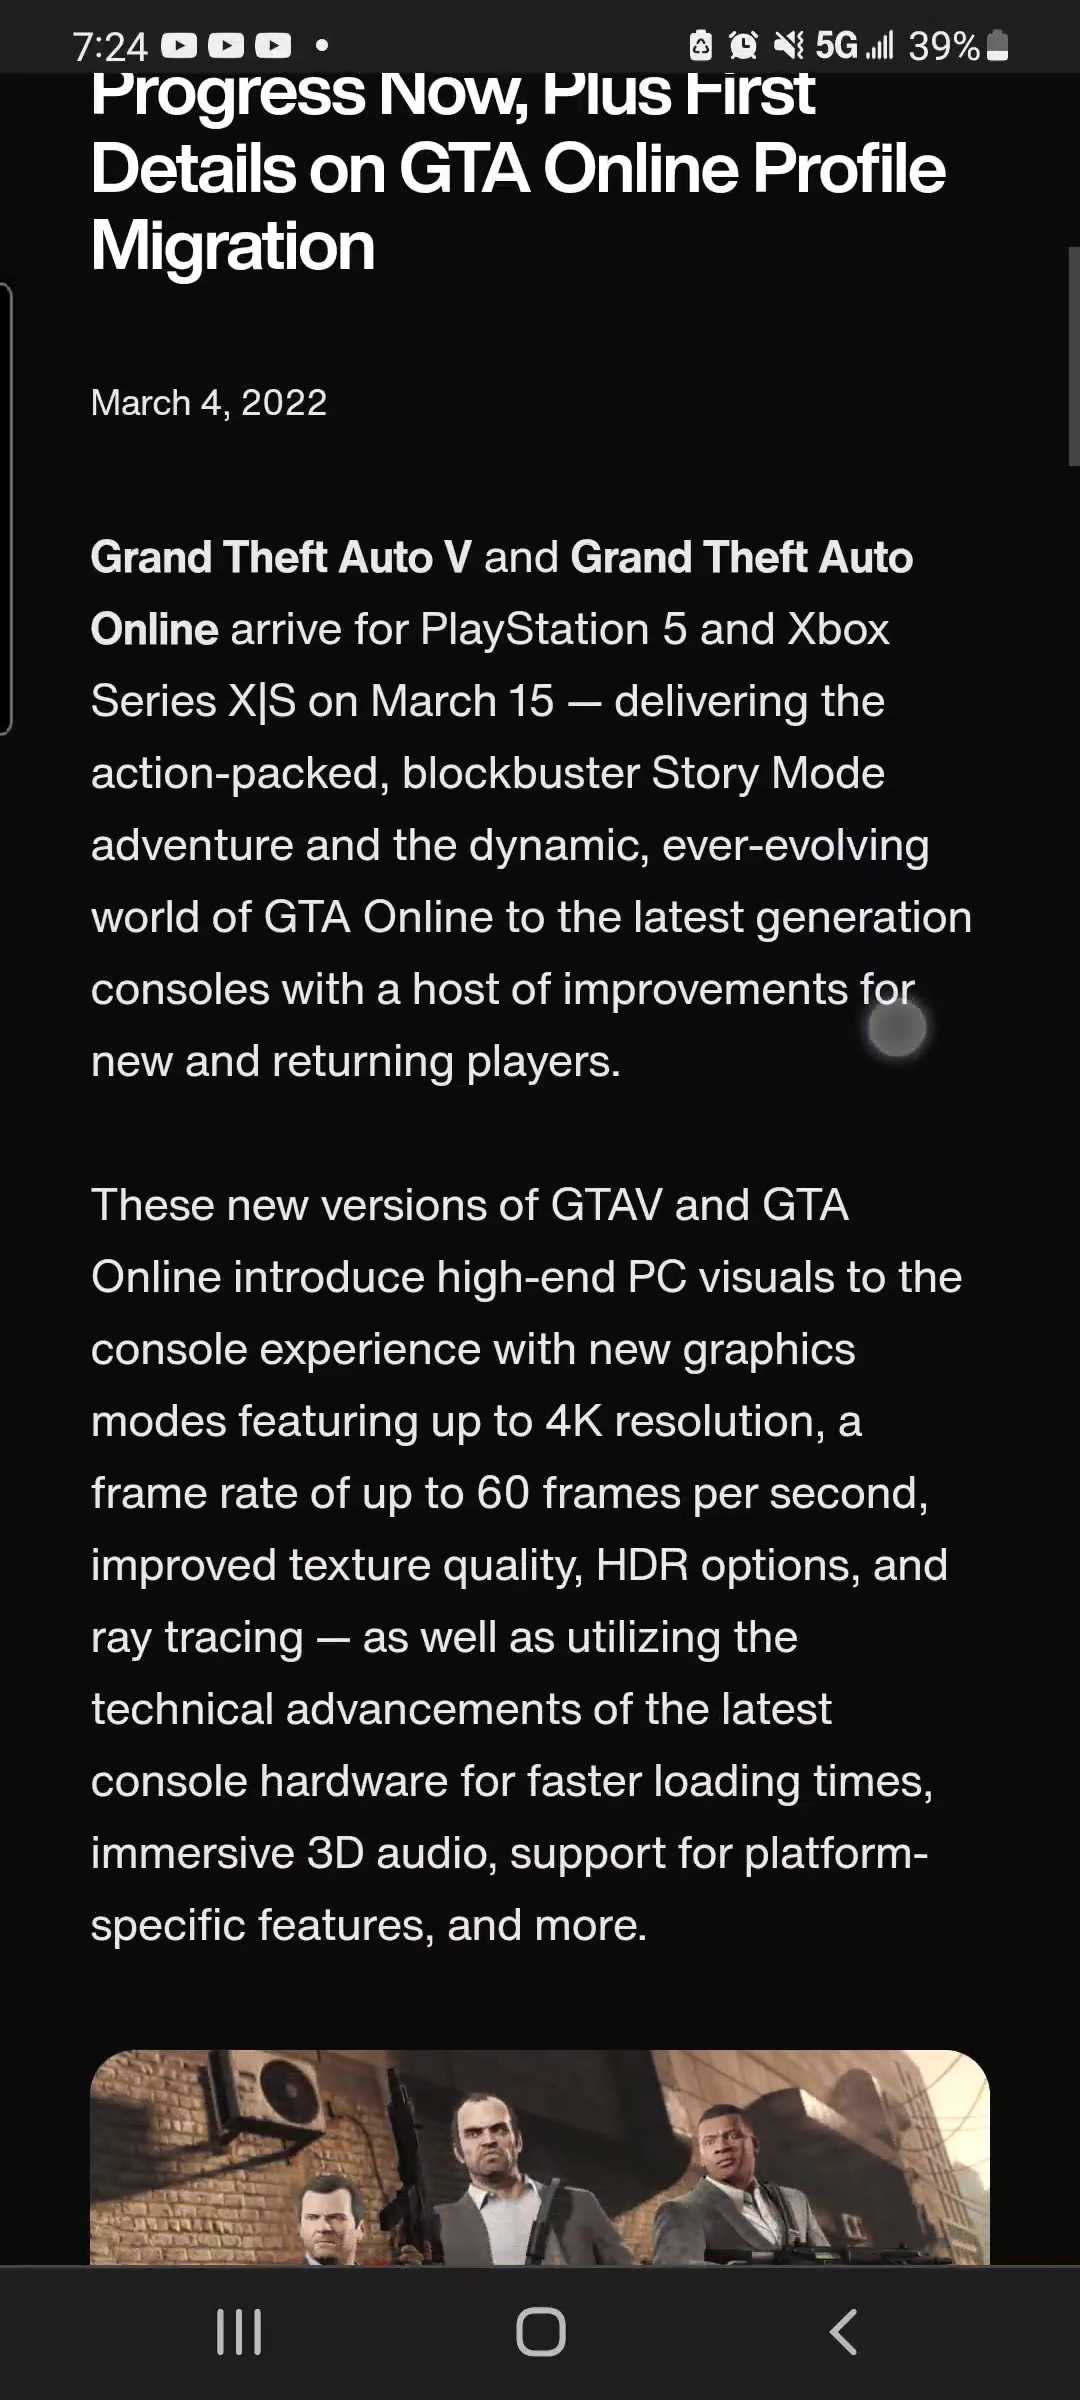 7:24
5G
39%
Progress Now, Plus First
Details on GTA Online Profile
Migration
March 4, 2022
Grand Theft Auto V and Grand Theft Auto
Online arrive for PlayStation 5 and Xbox
Series X|S on March 15 — delivering the
action-packed, blockbuster Story Mode
adventure and the dynamic, ever-evolving
world of GTA Online to the latest generation
consoles with a host of improvements for
new and returning players.
These new versions of GTAV and GTA
Online introduce high-end PC visuals to the
console experience with new graphics
modes featuring up to 4K resolution, a
frame rate of up to 60 frames per second,
improved texture quality, HDR options, and
ray tracing — as well as utilizing the
technical advancements of the latest
console hardware for faster loading times,
immersive 3D audio, support for platform-
specific features, and more.